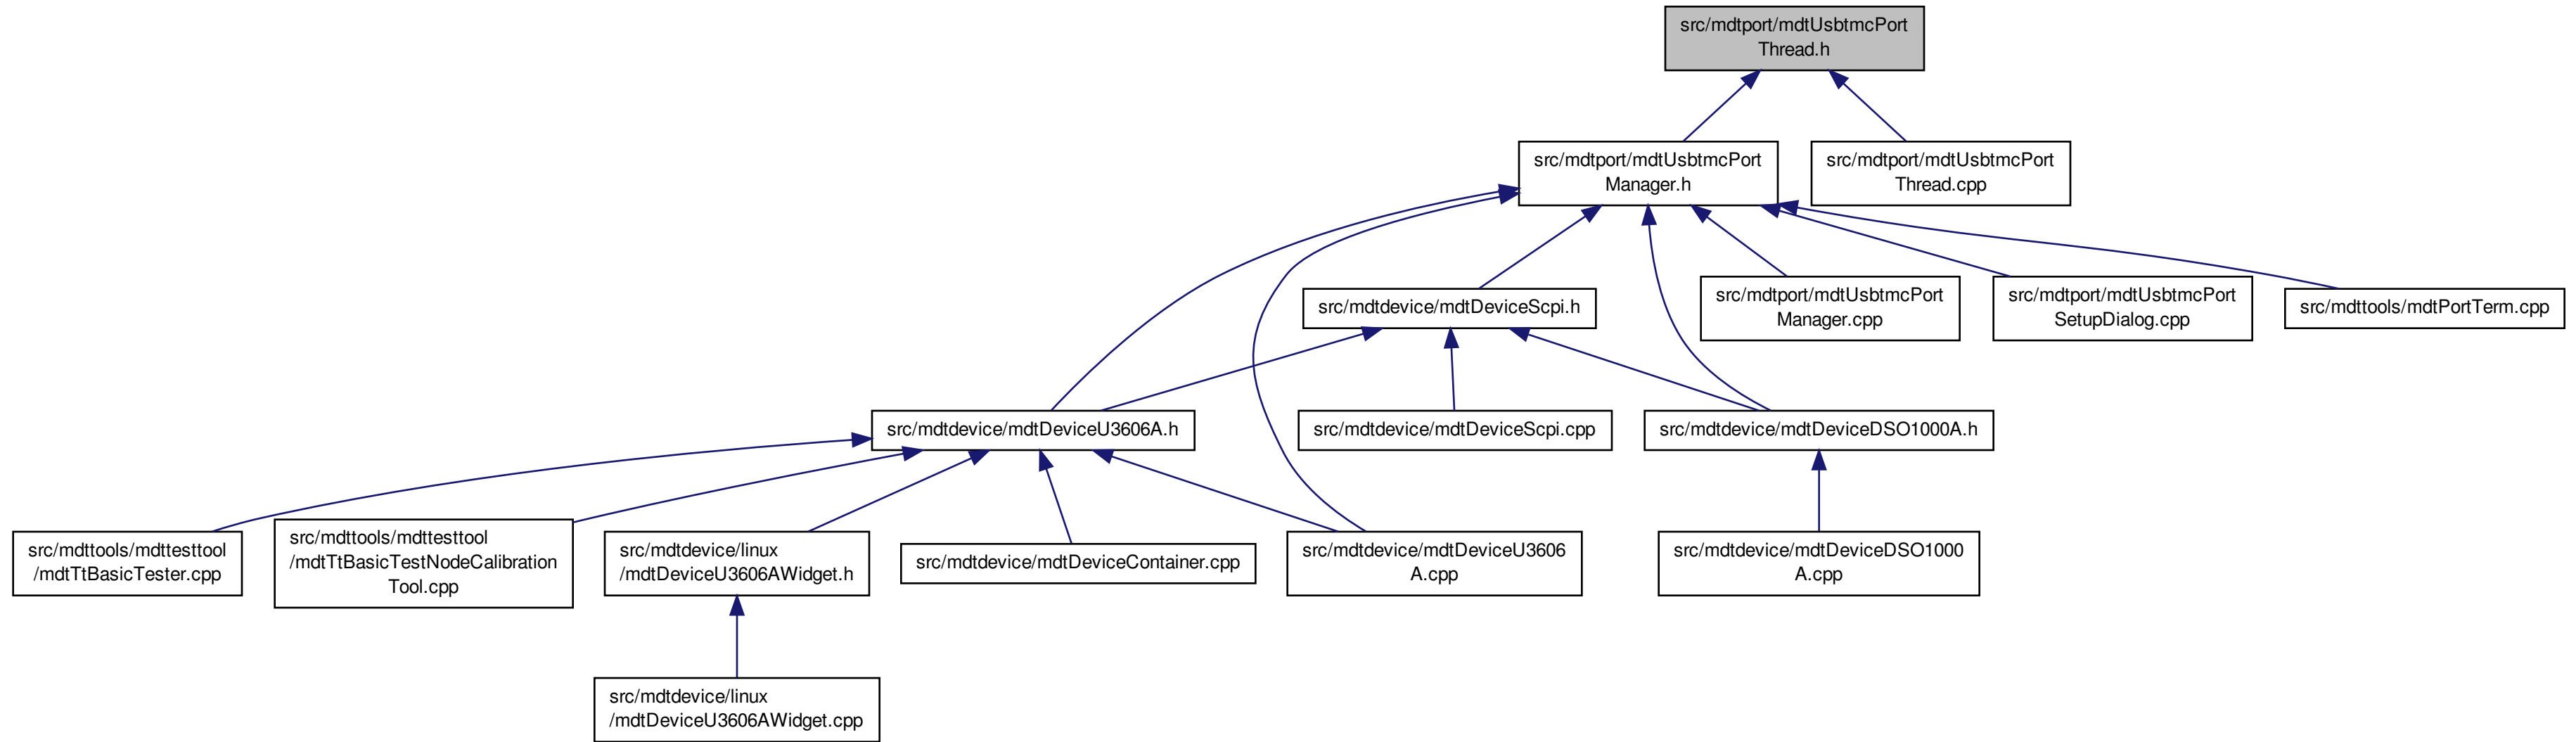 src/mdtport/mdtUsbtmcPort
Thread.h
src/mdtport/mdtUsbtmcPort
Manager.h
src/mdtport/mdtUsbtmcPort
Thread.cpp
src/mdtdevice/mdtDeviceScpi.h
src/mdtport/mdtUsbtmcPort
Manager.cpp
src/mdtport/mdtUsbtmcPort
SetupDialog.cpp
src/mdttools/mdtPortTerm.cpp
src/mdtdevice/mdtDeviceU3606A.h
src/mdtdevice/mdtDeviceScpi.cpp
src/mdtdevice/mdtDeviceDSO1000A.h
src/mdttools/mdttesttool
/mdtTtBasicTester.cpp
src/mdttools/mdttesttool
/mdtTtBasicTestNodeCalibration
Tool.cpp
src/mdtdevice/linux
/mdtDeviceU3606AWidget.h
src/mdtdevice/mdtDeviceContainer.cpp
src/mdtdevice/mdtDeviceU3606
A.cpp
src/mdtdevice/mdtDeviceDSO1000
A.cpp
src/mdtdevice/linux
/mdtDeviceU3606AWidget.cpp